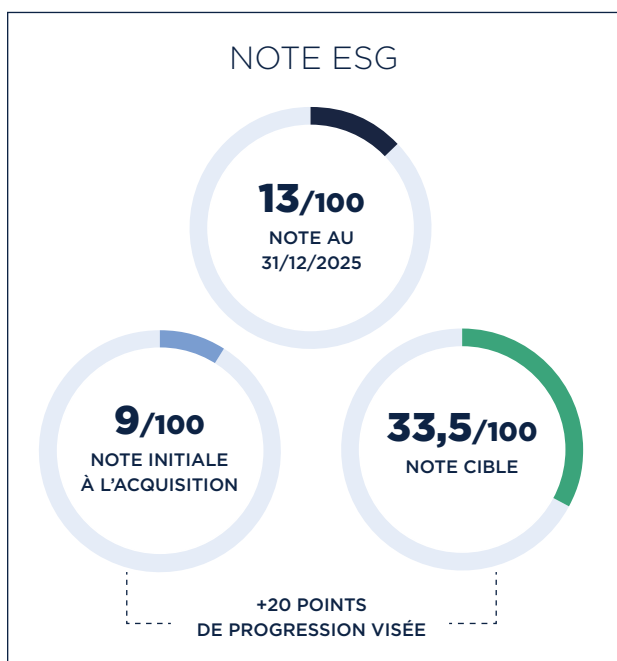 NOTE ESG
13/100
NOTE AU
31/12/2025
9/100
NOTE INITIALE
À L’ACQUISITION
33,5/100
NOTE CIBLE
+20 POINTS
DE PROGRESSION VISÉE